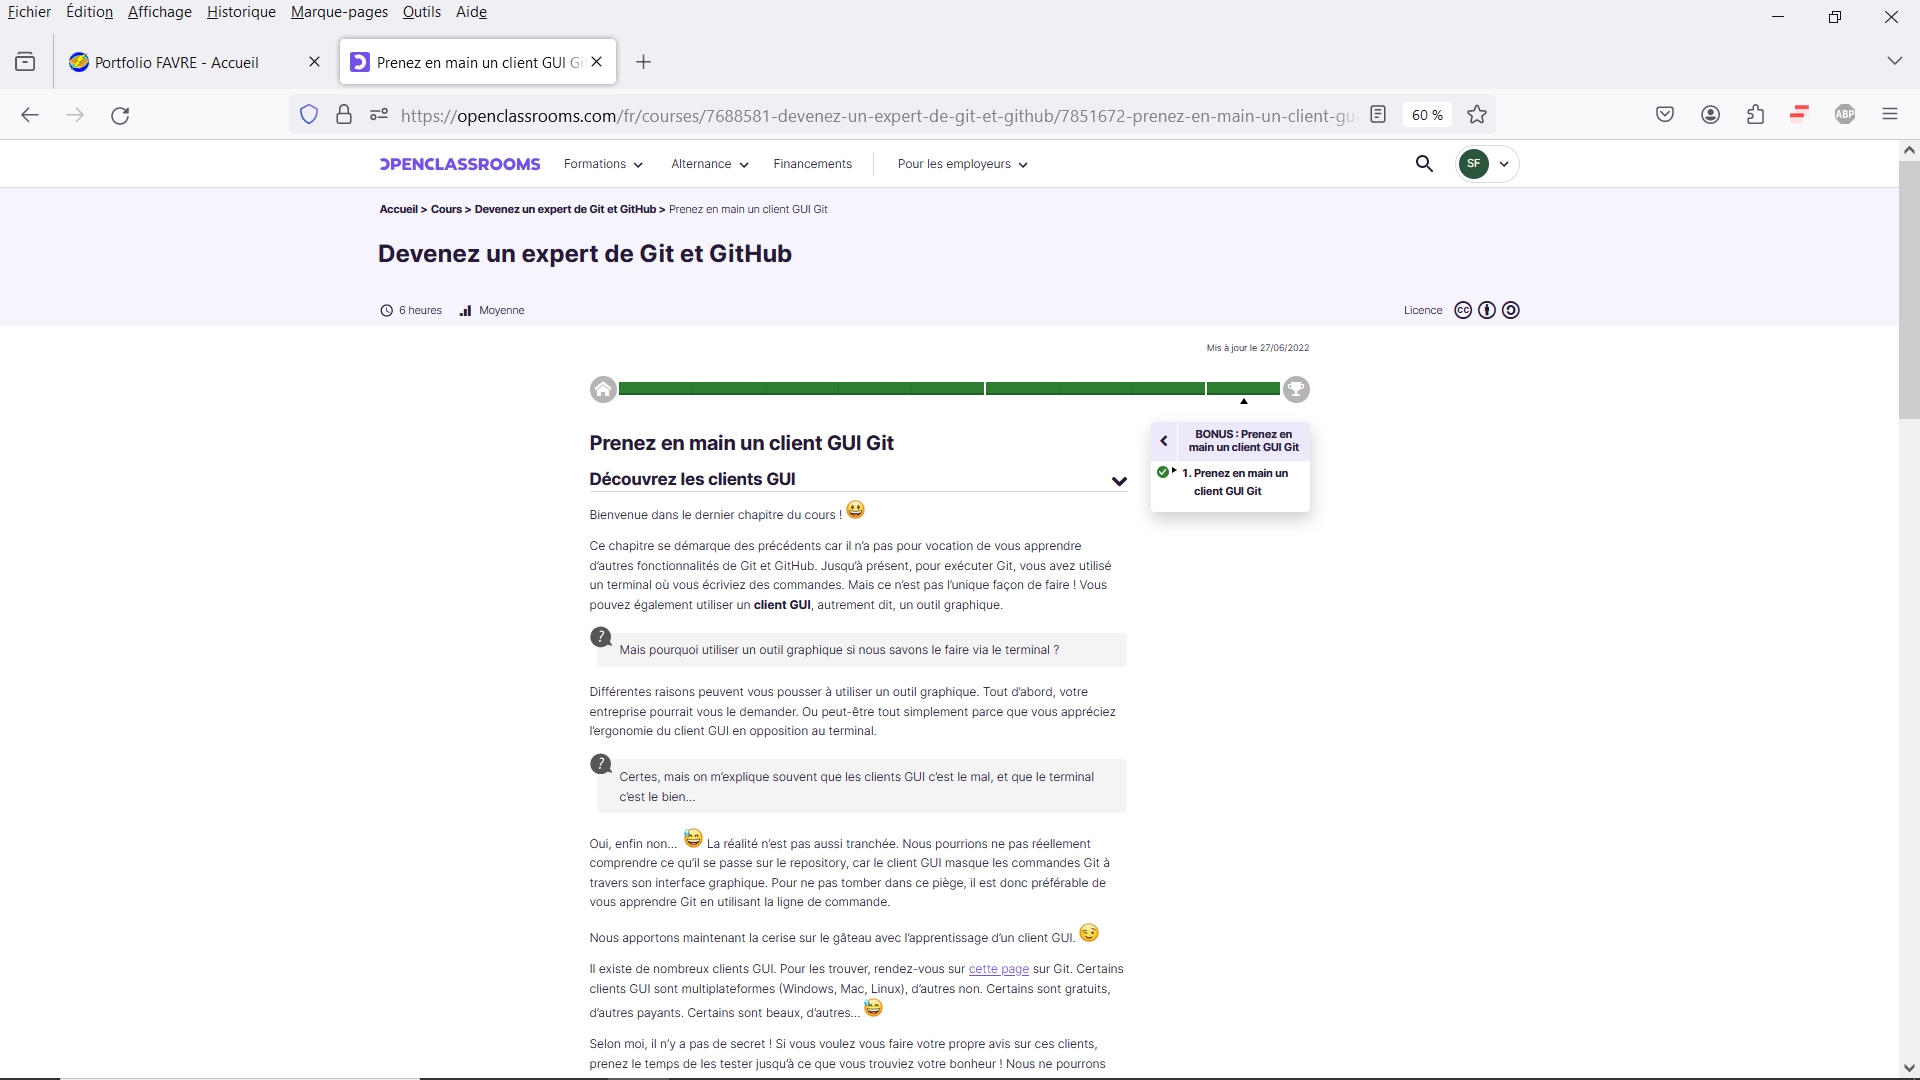 Fichier Édition Affichage Historique Marque-pages Outils Aide
Portfolio FAVRE - Accueil
Prenez en main un client GUI
https://openclassrooms.com/fr/courses/7688581-devenez-un-expert-de-git-et-github/7851672-prenez-en-main-un-client-gui
60 %
ABP
OPENCLASSROOMS
Formations Alternance Financements Pour les employeurs
SF
Accueil > Cours > Devenez un expert de Git et GitHub > Prenez en main un client GUI Git
Devenez un expert de Git et GitHub
6 heures Moyenne
Licence
Mis à jour le 27/06/2022
Prenez en main un client GUI Git
Découvrez les clients GUI
Bienvenue dans le dernier chapitre du cours !
Ce chapitre se démarque des précédents car il n’a pas pour vocation de vous apprendre
d’autres fonctionnalités de Git et GitHub. Jusqu’à présent, pour exécuter Git, vous avez utilisé
un terminal où vous écriviez des commandes. Mais ce n’est pas l’unique façon de faire ! Vous
pouvez également utiliser un client GUI, autrement dit, un outil graphique.
Mais pourquoi utiliser un outil graphique si nous savons le faire via le terminal ?
Différentes raisons peuvent vous pousser à utiliser un outil graphique. Tout d’abord, votre
entreprise pourrait vous le demander. Ou peut-être tout simplement parce que vous appréciez
l’ergonomie du client GUI en opposition au terminal.
Certes, mais on m’explique souvent que les clients GUI c’est le mal, et que le terminal
c’est le bien…
Oui, enfin non… La réalité n’est pas aussi tranchée. Nous pourrions ne pas réellement
comprendre ce qu’il se passe sur le repository, car le client GUI masque les commandes Git à
travers son interface graphique. Pour ne pas tomber dans ce piège, il est donc préférable de
vous apprendre Git en utilisant la ligne de commande.
Nous apportons maintenant la cerise sur le gâteau avec l’apprentissage d’un client GUI.
Il existe de nombreux clients GUI. Pour les trouver, rendez-vous sur cette page sur Git. Certains
clients GUI sont multiplateformes (Windows, Mac, Linux), d’autres non. Certains sont gratuits,
d’autres payants. Certains sont beaux, d’autres…
Selon moi, il n’y a pas de secret ! Si vous voulez vous faire votre propre avis sur ces clients,
prenez le temps de les tester jusqu’à ce que vous trouviez votre bonheur ! Nous ne pourrons
BONUS : Prenez en
main un client GUI Git
1. Prenez en main un
client GUI Git